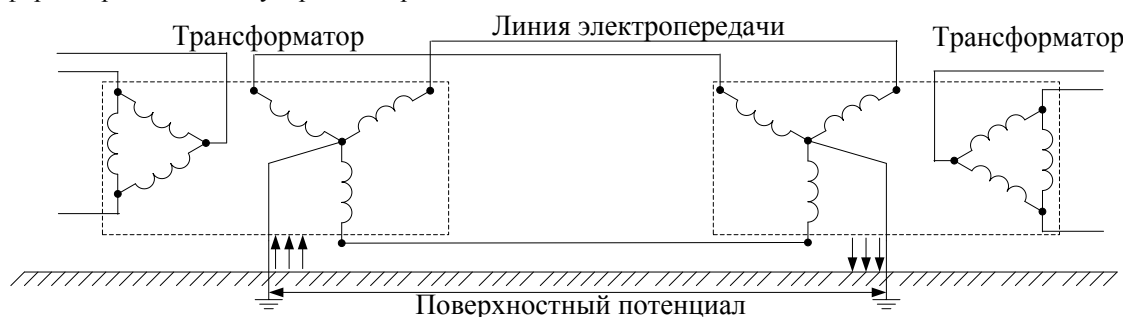 Трансформатор
Линия электропередачи
Трансформатор
Поверхностный потенциал